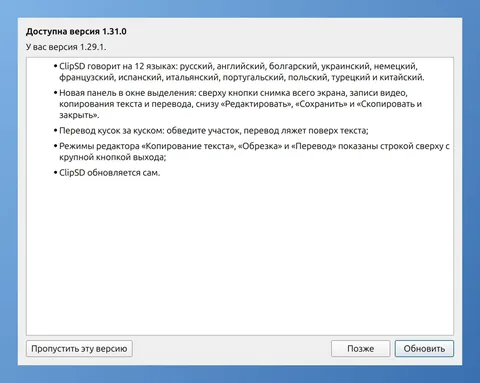 Доступна версия 1.31.0
У вас версия 1.29.1.
• ClipSD говорит на 12 языках: русский, английский, болгарский, украинский, немецкий,
французский, испанский, итальянский, португальский, польский, турецкий и китайский.
• Новая панель в окне выделения: сверху кнопки снимка всего экрана, записи видео,
копирования текста и перевода, снизу «Редактировать», «Сохранить» и «Скопировать и
закрыть».
• Перевод кусок за куском: обведите участок, перевод ляжет поверх текста;
• Режимы редактора «Копирование текста», «Обрезка» и «Перевод» показаны строкой сверху с
крупной кнопкой выхода;
• ClipSD обновляется сам.
Пропустить эту версию
Позже
Обновить